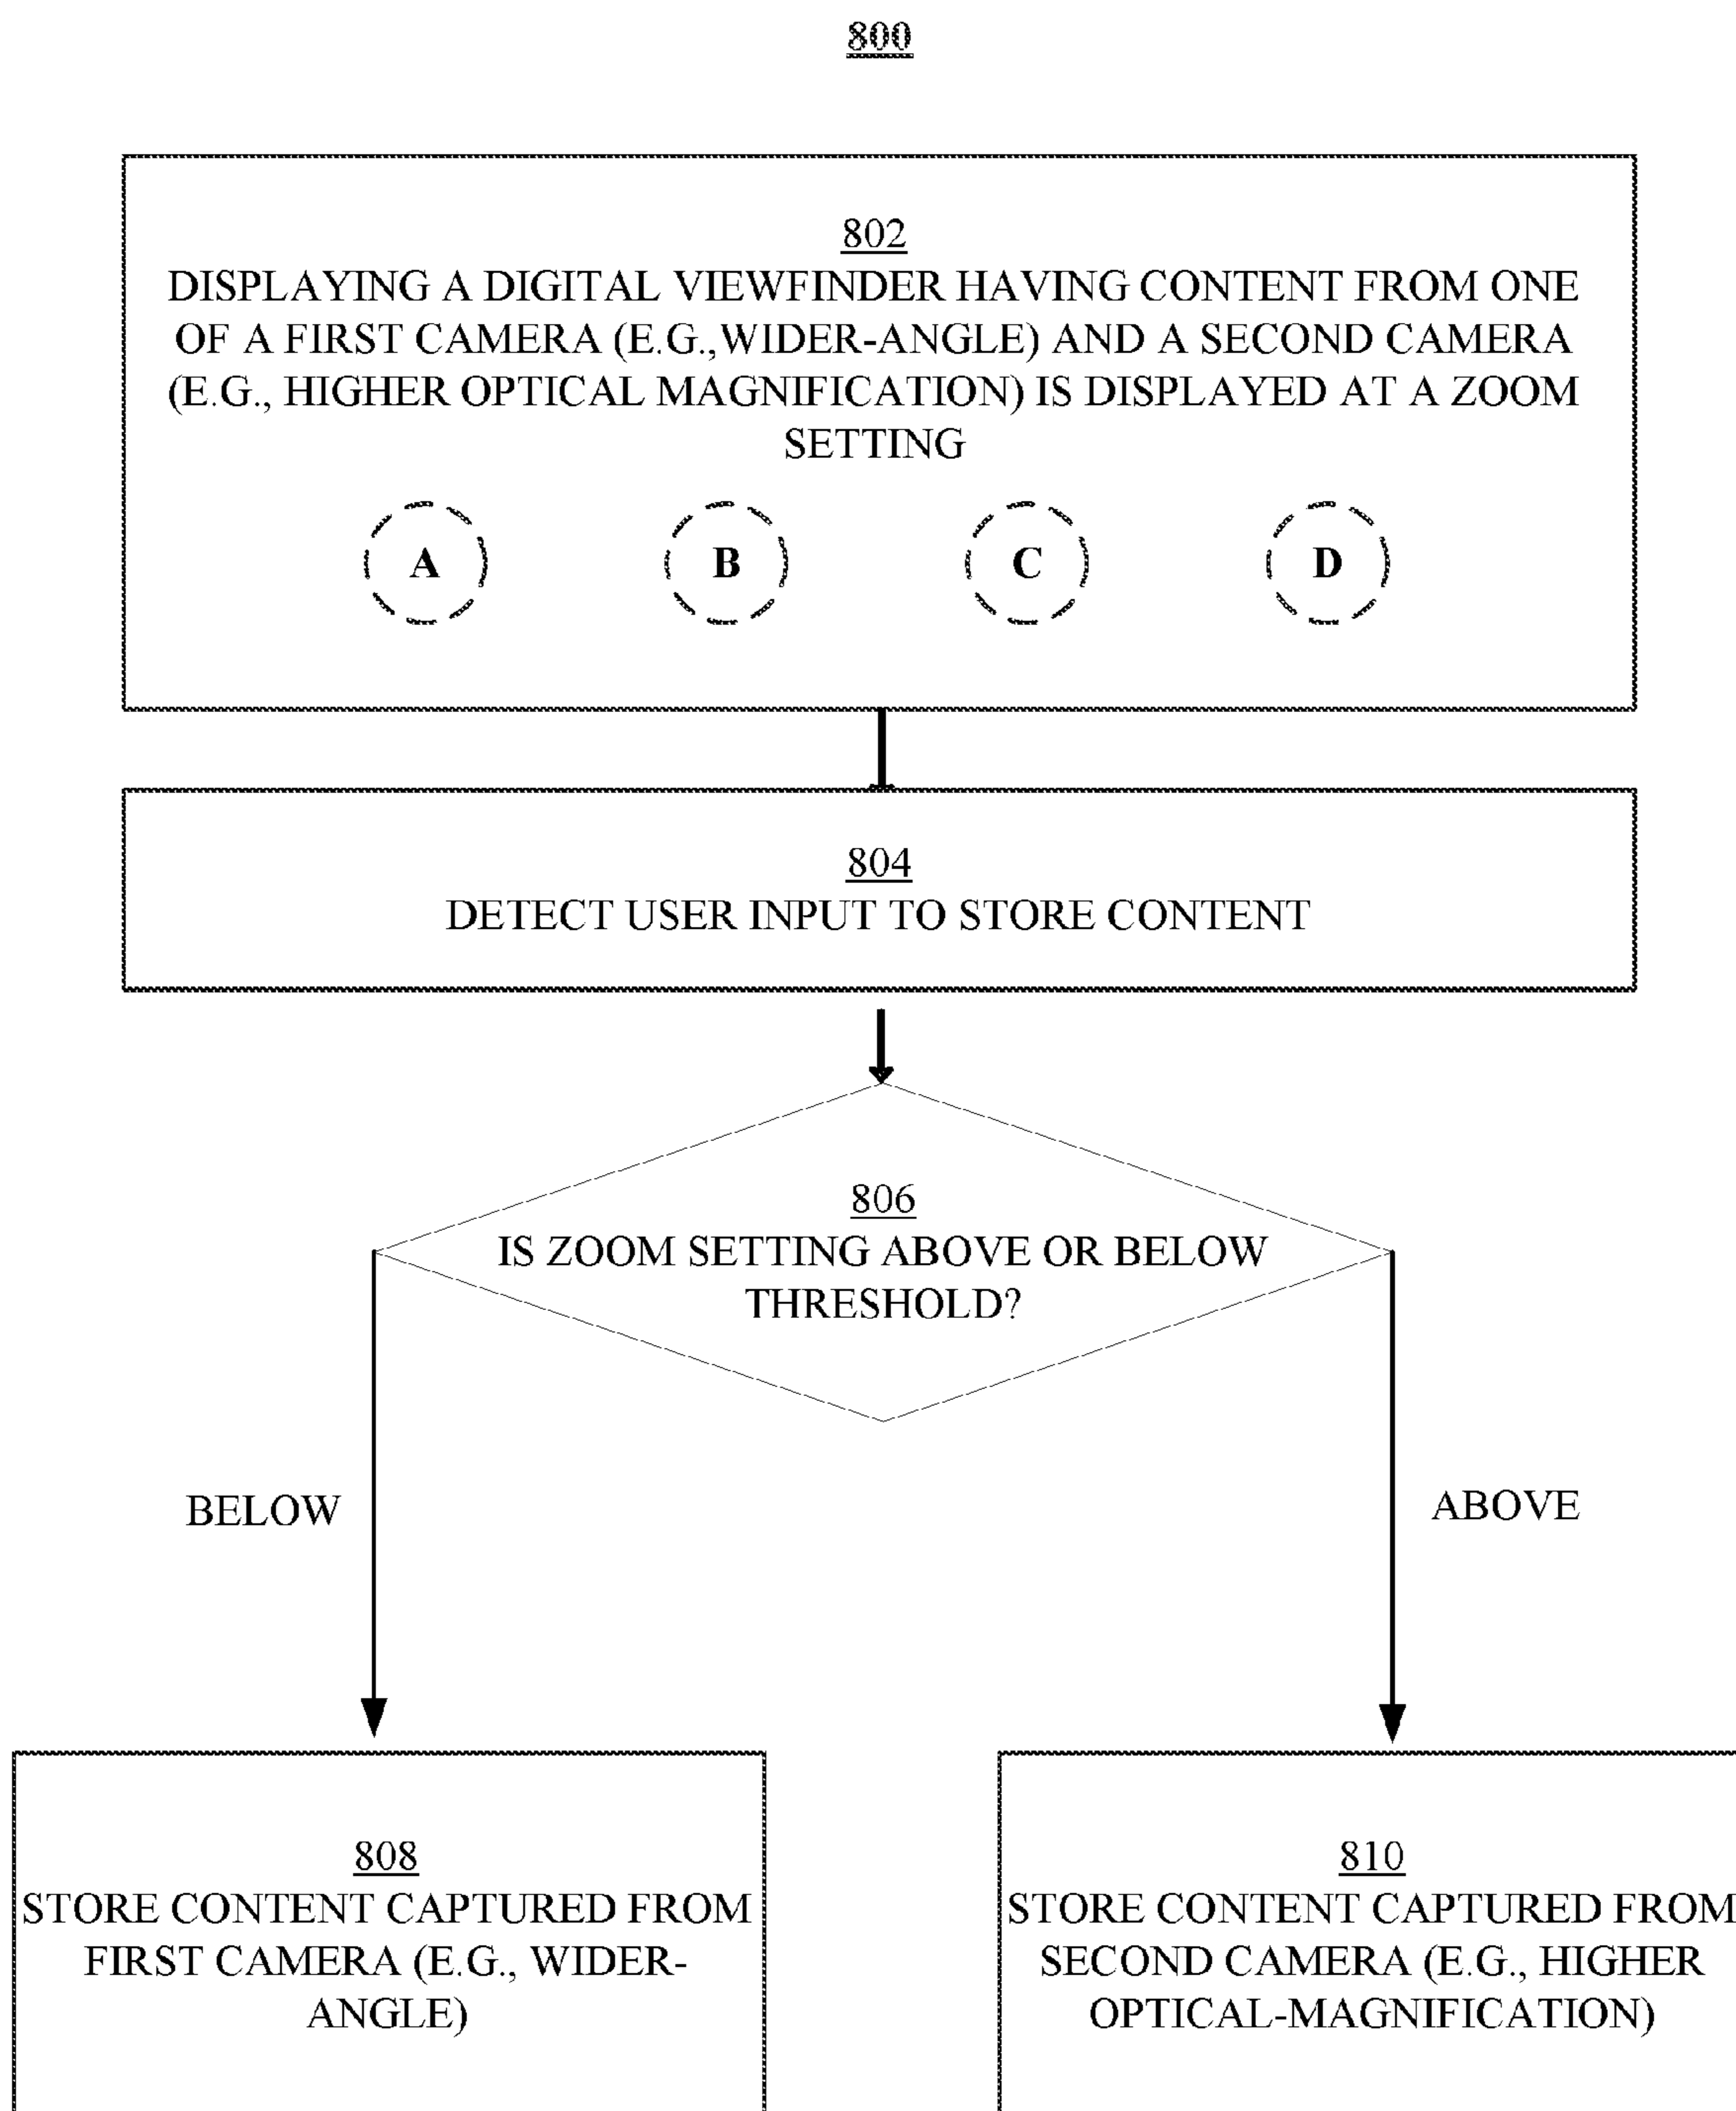 800
802
DISPLAYING A DIGITAL VIEWFINDER HAVING CONTENT FROM ONE
OF A FIRST CAMERA (E.G.,WIDER-ANGLE) AND A SECOND CAMERA
(E.G., HIGHER OPTICAL MAGNIFICATION) IS DISPLAYED AT A ZOOM
SETTING
A B C D
804
DETECT USER INPUT TO STORE CONTENT
806
IS ZOOM SETTING ABOVE OR BELOW
THRESHOLD?
BELOW
ABOVE
808
STORE CONTENT CAPTURED FROM
FIRST CAMERA (E.G., WIDER-
ANGLE)
810
STORE CONTENT CAPTURED FROM
SECOND CAMERA (E.G., HIGHER
OPTICAL-MAGNIFICATION)